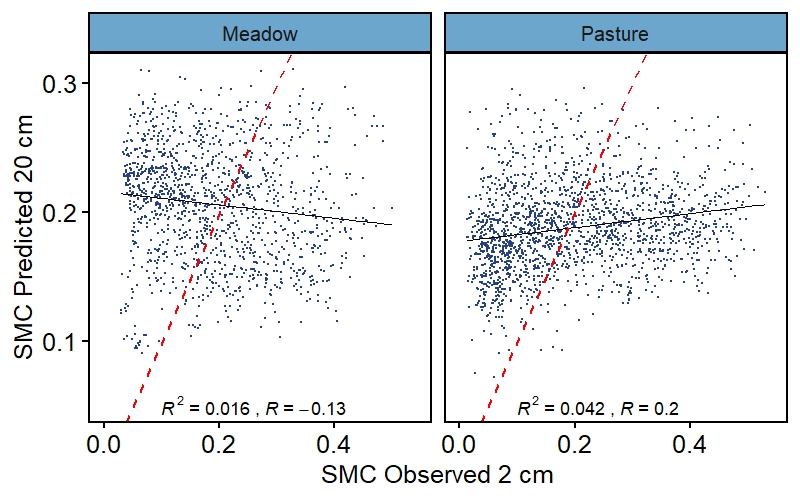 Meadow
Pasture
SMC Predicted 20 cm
0.3
0.2
0.1
R² = 0.016 , R = −0.13
R² = 0.042 , R = 0.2
0.0 0.2 0.4
0.0 0.2 0.4
SMC Observed 2 cm